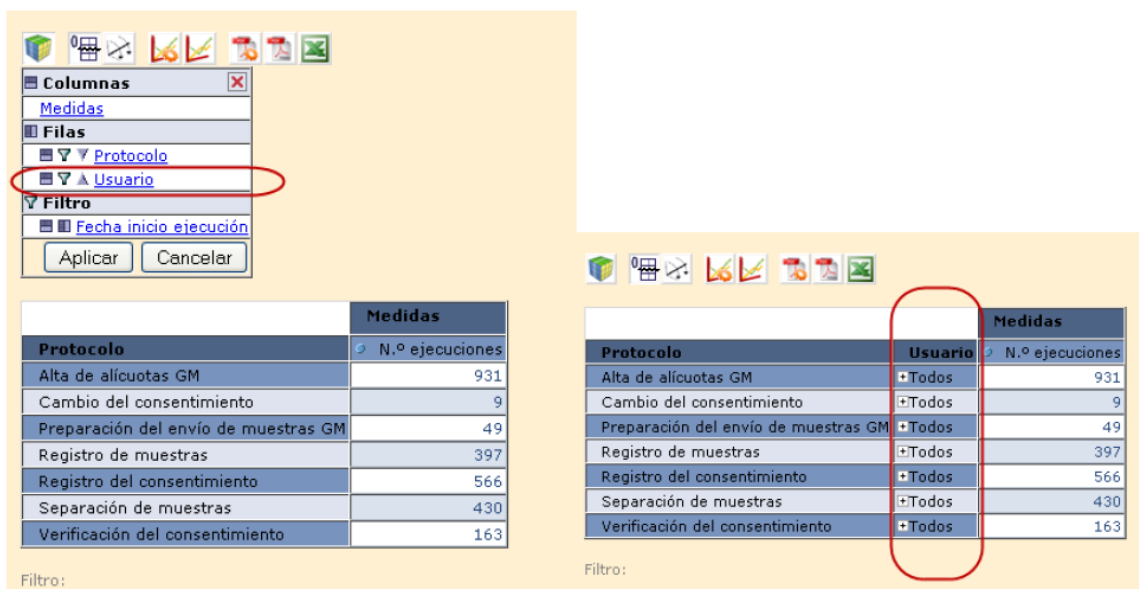 Columnas
Medidas
Filas
Protocolo
Usuario
Filtro
Fecha inicio ejecución
Aplicar Cancelar
Medidas
Protocolo N.º ejecuciones
Alta de alícuotas GM 931
Cambio del consentimiento 9
Preparación del envío de muestras GM 49
Registro de muestras 397
Registro del consentimiento 566
Separación de muestras 430
Verificación del consentimiento 163
Filtro:
Medidas
Protocolo Usuario N.º ejecuciones
Alta de alícuotas GM Todos 931
Cambio del consentimiento Todos 9
Preparación del envío de muestras GM Todos 49
Registro de muestras Todos 397
Registro del consentimiento Todos 566
Separación de muestras Todos 430
Verificación del consentimiento Todos 163
Filtro: